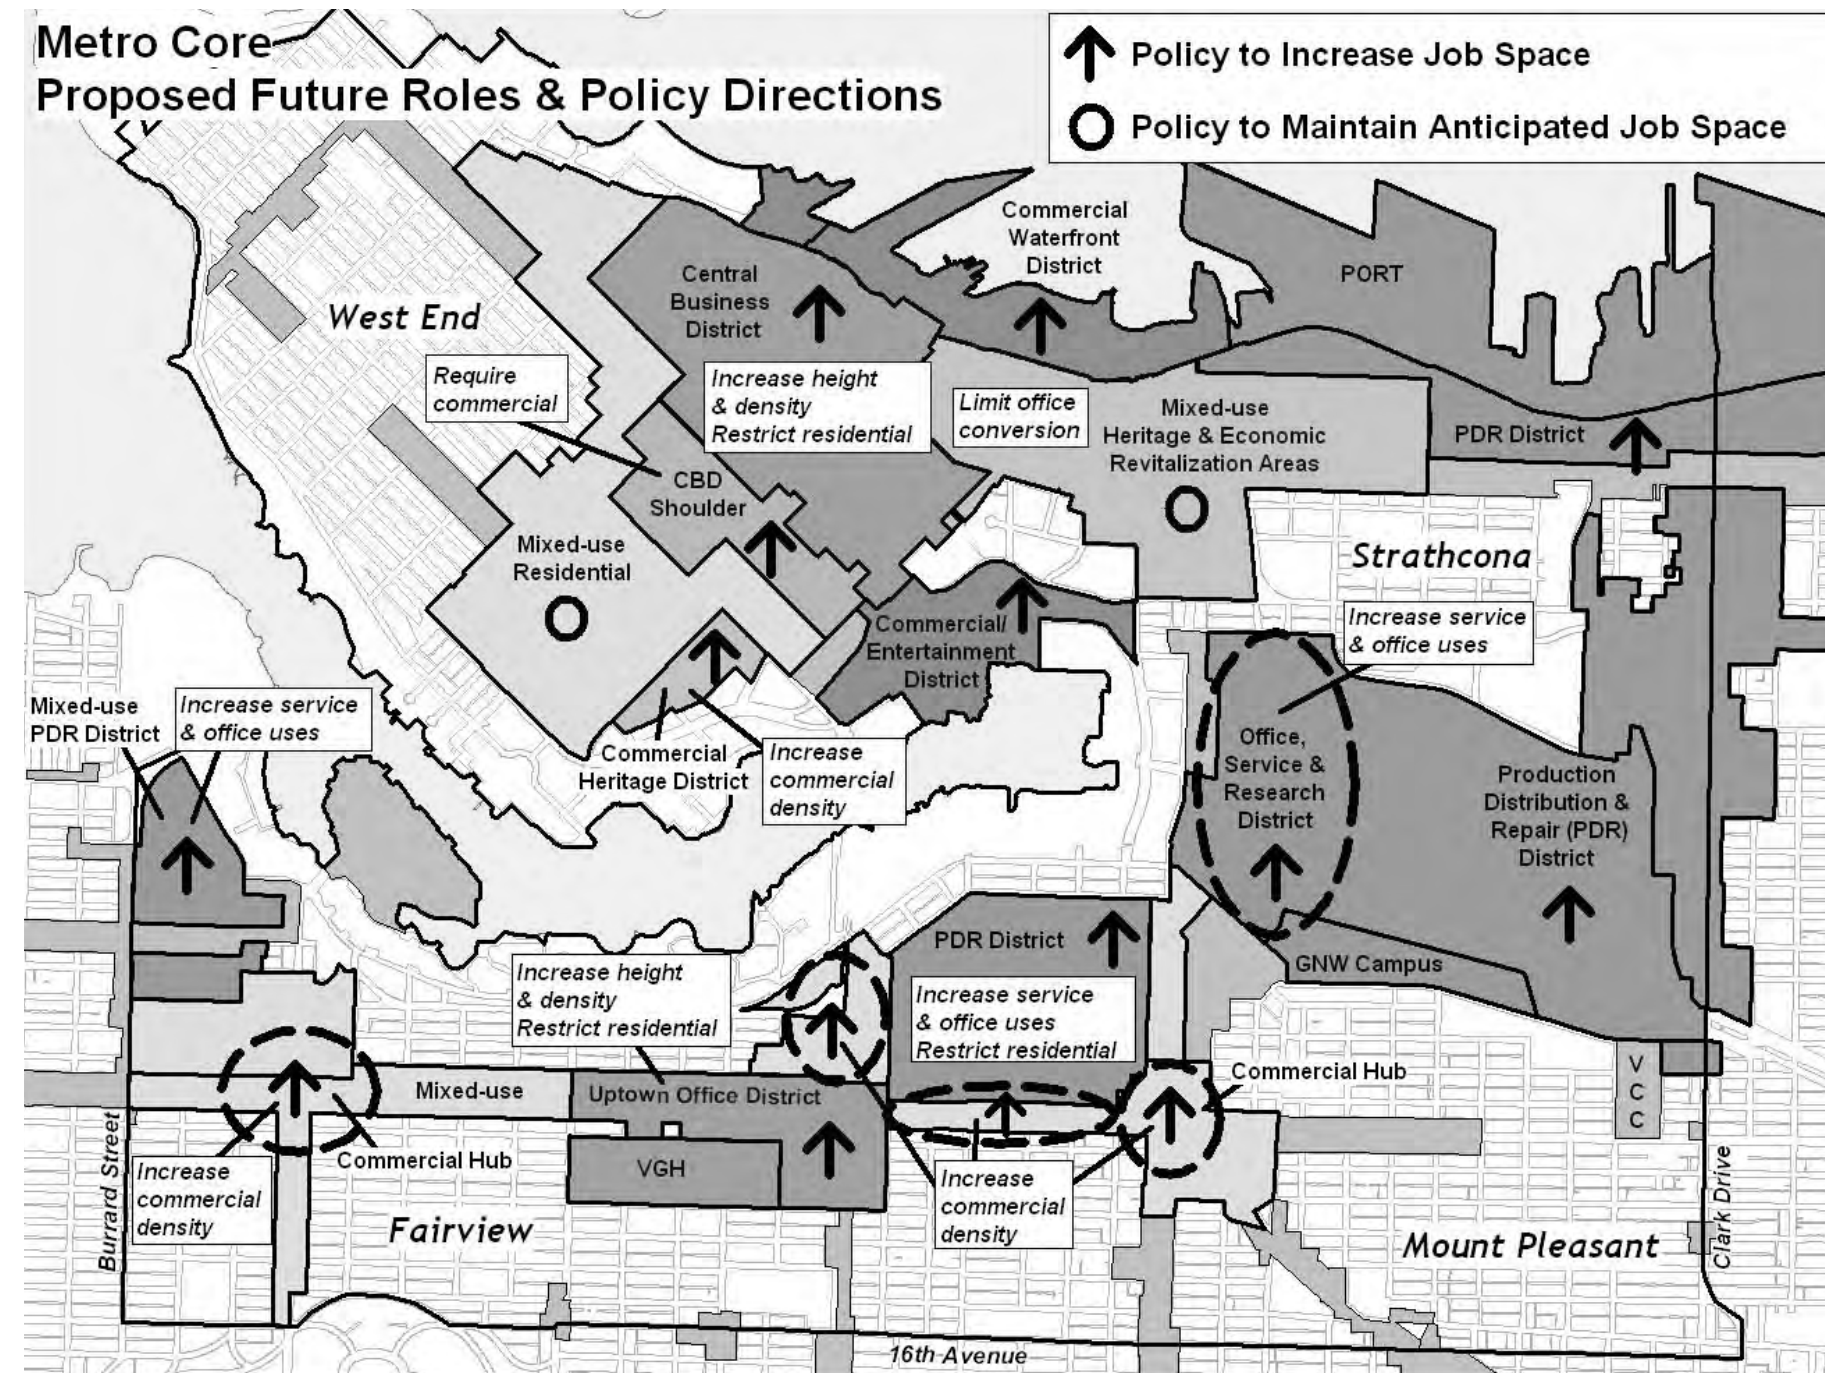 Metro Core
Proposed Future Roles & Policy Directions
Policy to Increase Job Space
Policy to Maintain Anticipated Job Space
Commercial
Waterfront
District
PORT
Central
Business
District
West End
Require
commercial
Increase height
& density
Restrict residential
Limit office
conversion
Mixed-use
Heritage & Economic
Revitalization Areas
PDR District
CBD
Shoulder
Mixed-use
Residential
Strathcona
Increase service
& office uses
Commercial/
Entertainment
District
Mixed-use
PDR District
Increase service
& office uses
Commercial
Heritage District
Increase
commercial
density
Office,
Service &
Research
District
Production
Distribution &
Repair (PDR)
District
PDR District
GNW Campus
Increase height
& density
Restrict residential
Increase service
& office uses
Restrict residential
Mixed-use
Uptown Office District
Commercial Hub
VCC
VGH
Commercial Hub
Increase
commercial
density
Increase
commercial
density
Burrard Street
Fairview
Mount Pleasant
Clark Drive
16th Avenue